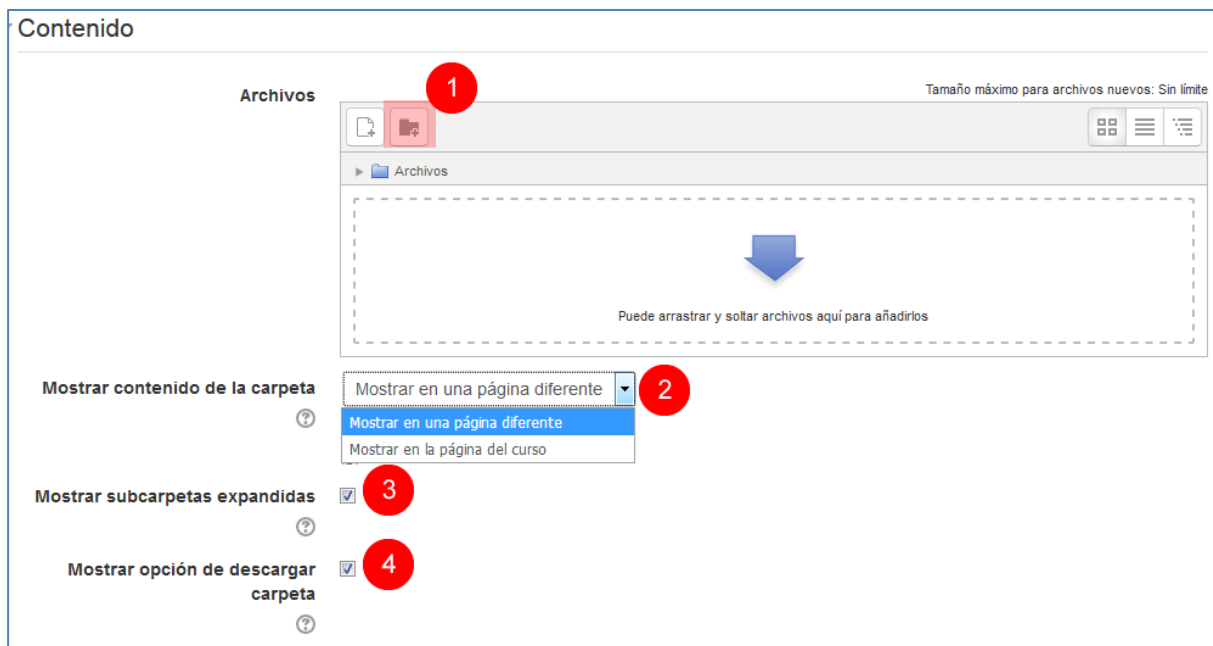 Contenido
Archivos
1
Tamaño máximo para archivos nuevos: Sin límite
Archivos
Puede arrastrar y soltar archivos aquí para añadirlos
Mostrar contenido de la carpeta
Mostrar en una página diferente
2
Mostrar en una página diferente
Mostrar en la página del curso
Mostrar subcarpetas expandidas
3
Mostrar opción de descargar
carpeta
4